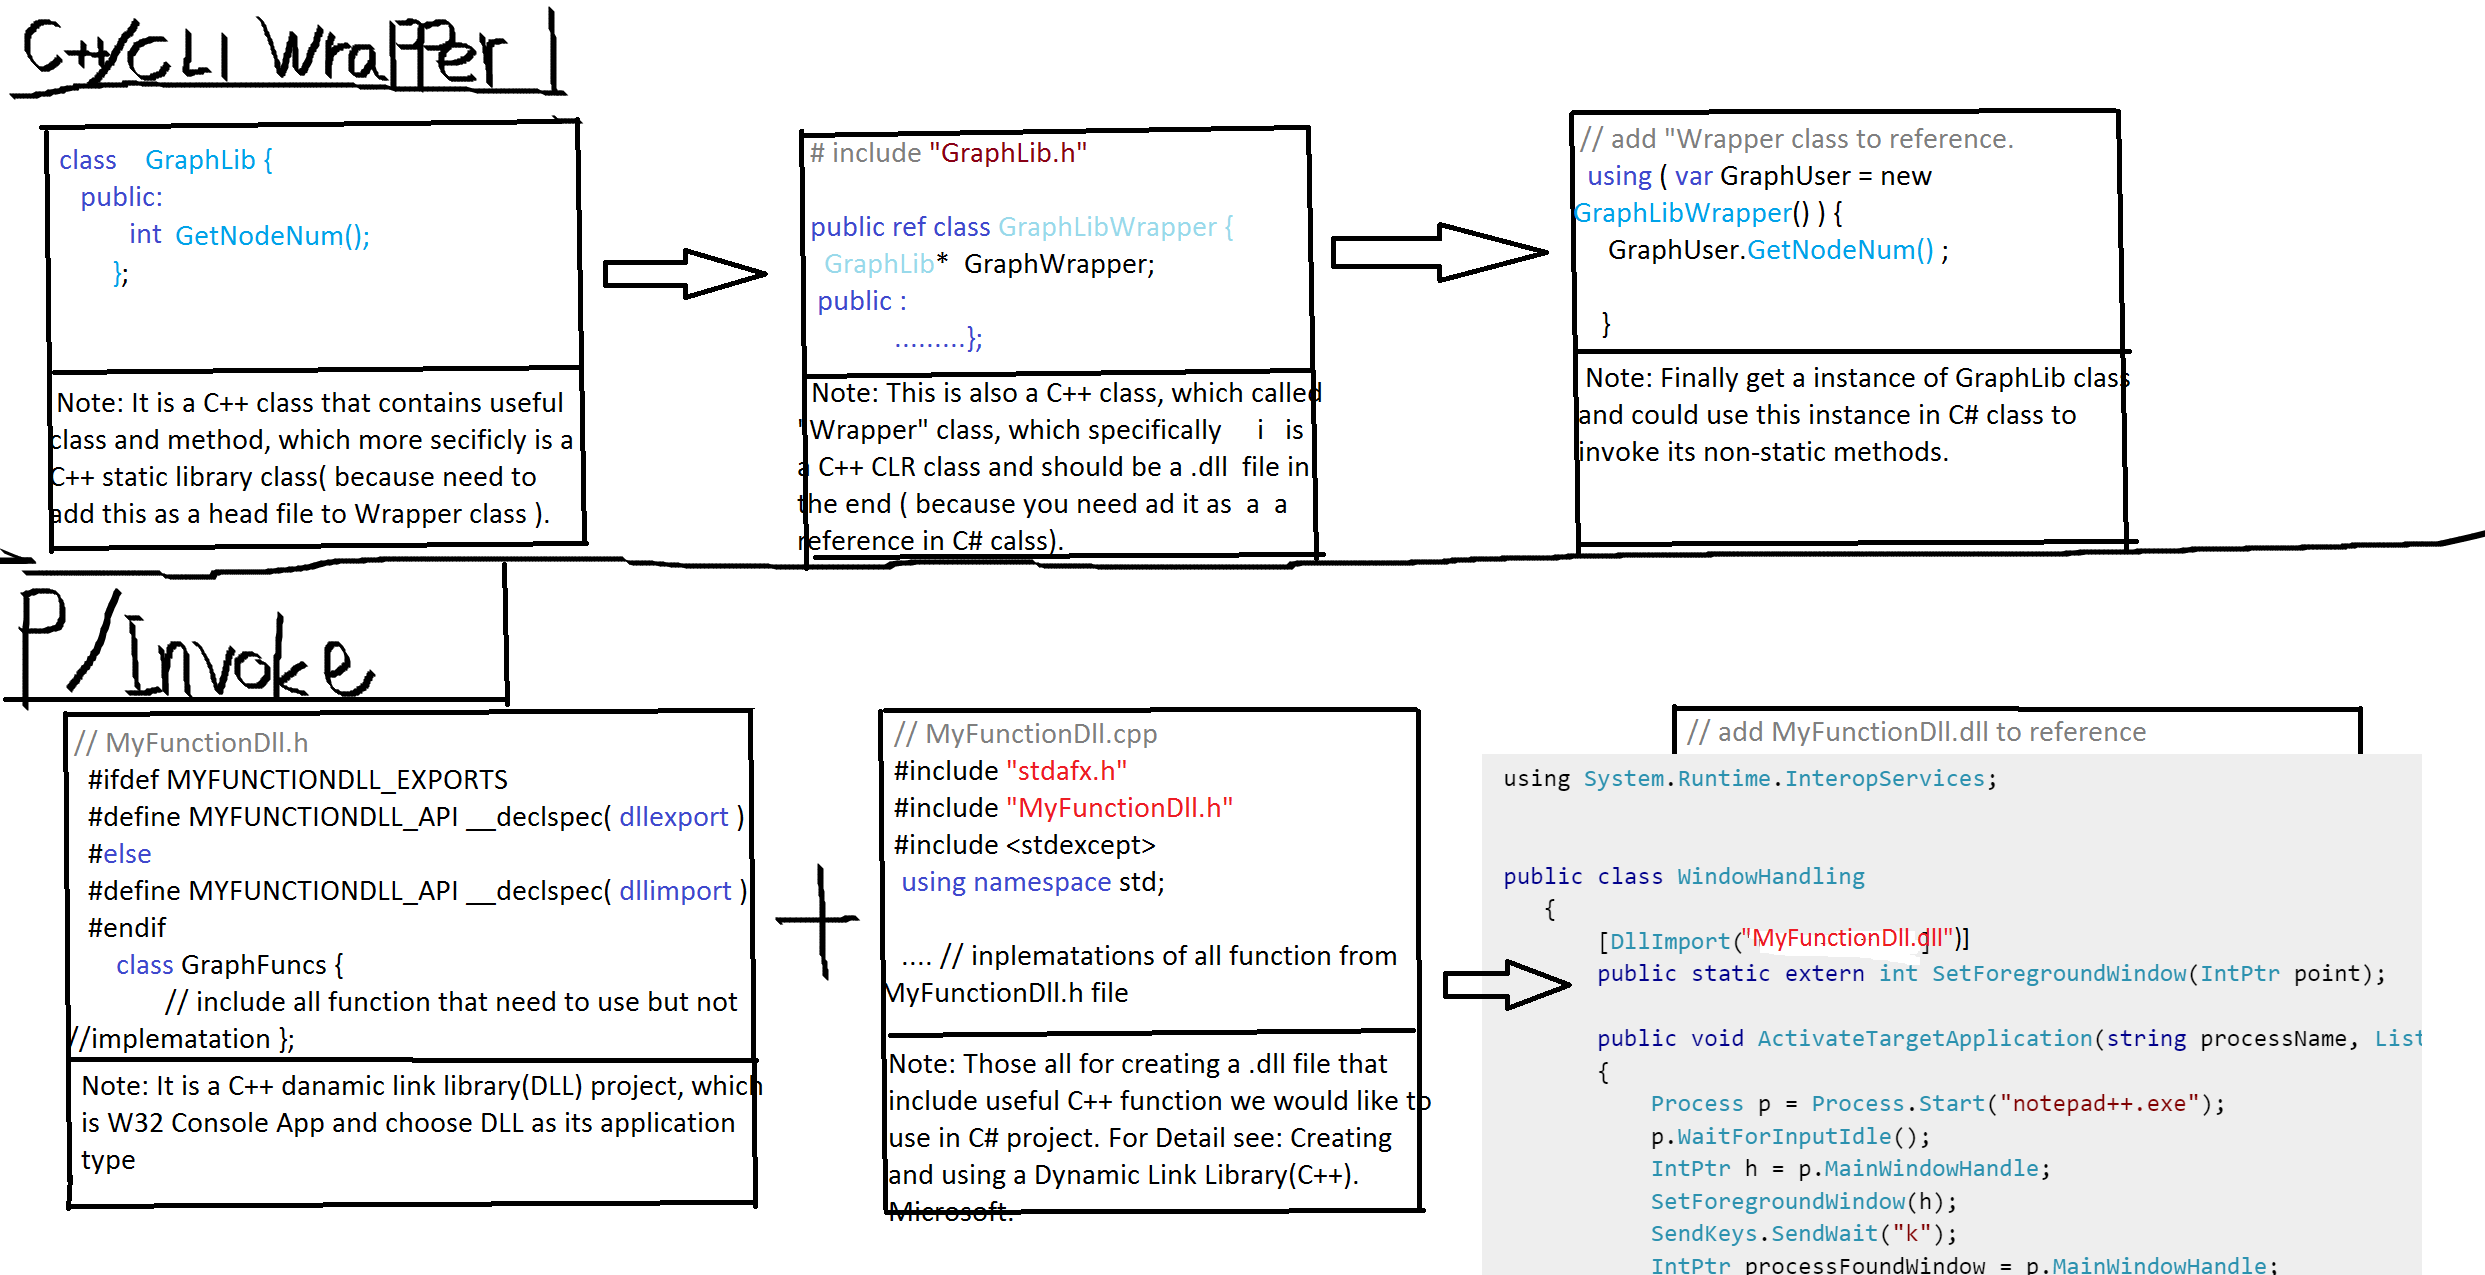 C++/CLI Wrapper
class GraphLib {
public:
int GetNodeNum();
};
Note: It is a C++ class that contains useful
class and method, which more secificly is a
C++ static library class( because need to
add this as a head file to Wrapper class ).
# include "GraphLib.h"
public ref class GraphLibWrapper {
GraphLib* GraphWrapper;
public :
.........};
Note: This is also a C++ class, which called
"Wrapper" class, which specifically i is
a C++ CLR class and should be a .dll file in
the end ( because you need ad it as a a
reference in C# calss).
// add "Wrapper class to reference.
using ( var GraphUser = new
GraphLibWrapper() ) {
GraphUser.GetNodeNum() ;
}
Note: Finally get a instance of GraphLib class
and could use this instance in C# class to
invoke its non-static methods.
P/Invoke
// MyFunctionDll.h
#ifdef MYFUNCTIONDLL_EXPORTS
#define MYFUNCTIONDLL_API __declspec( dllexport )
#else
#define MYFUNCTIONDLL_API __declspec( dllimport )
#endif
class GraphFuncs {
// include all function that need to use but not
//implematation };
Note: It is a C++ danamic link library(DLL) project, which
is W32 Console App and choose DLL as its application
type
+
// MyFunctionDll.cpp
#include "stdafx.h"
#include "MyFunctionDll.h"
#include <stdexcept>
using namespace std;
.... // inplematations of all function from
MyFunctionDll.h file
Note: Those all for creating a .dll file that
include useful C++ function we would like to
use in C# project. For Detail see: Creating
and using a Dynamic Link Library(C++).
Microsoft.
// add MyFunctionDll.dll to reference
using System.Runtime.InteropServices;
public class WindowHandling
{
[DllImport("MyFunctionDll.dll")]
public static extern int SetForegroundWindow(IntPtr point);
public void ActivateTargetApplication(string processName, List
{
Process p = Process.Start("notepad++.exe");
p.WaitForInputIdle();
IntPtr h = p.MainWindowHandle;
SetForegroundWindow(h);
SendKeys.SendWait("k");
IntPtr processFoundWindow = p.MainWindowHandle;